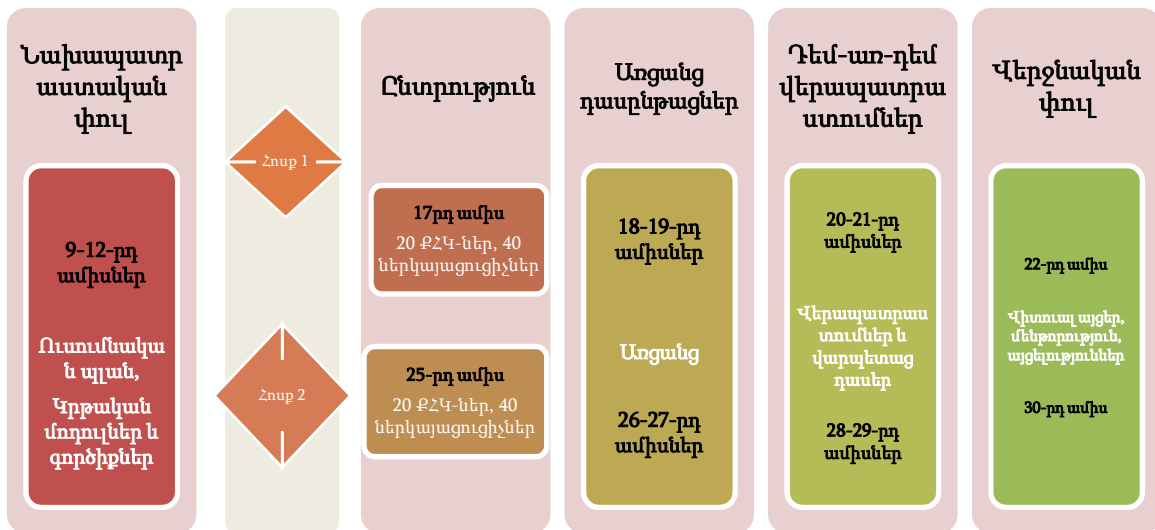 Նախապատր
աստական
փուլ
9-12-րդ
ամիսներ
Ուսումնակա
ն պլան,
Կրթական
մոդուլներ և
գործիքներ
Հոսք 1
Հոսք 2
Ընտրություն
17րդ ամիս
20 ՔՀԿ-ներ, 40
ներկայացուցիչներ
25-րդ ամիս
20 ՔՀԿ-ներ, 40
ներկայացուցիչներ
Առցանց
դասընթացներ
18-19-րդ
ամիսներ
Առցանց
26-27-րդ
ամիսներ
Դեմ-առ-դեմ
վերապատրա
ստումներ
20-21-րդ
ամիսներ
Վերապատրաս
տումներ և
վարպետաց
դասեր
28-29-րդ
ամիսներ
Վերջնական
փուլ
22-րդ ամիս
Վիտուալ այցեր,
մենթորություն,
այցելություններ
30-րդ ամիս